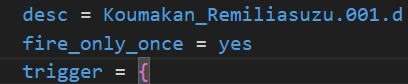 desc = Koumakan_Remiliasuzu.001.d
fire_only_once = yes
trigger = {